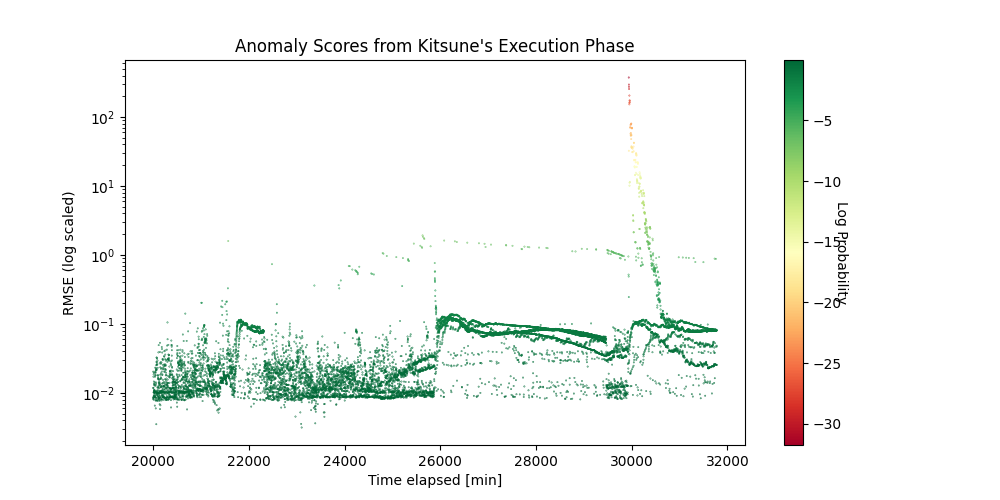 Anomaly Scores from Kitsune's Execution Phase
RMSE (log scaled)
10²
10¹
10⁰
10⁻¹
10⁻²
20000 22000 24000 26000 28000 30000 32000
Time elapsed [min]
−5
−10
−15
−20
−25
−30
Log Probability